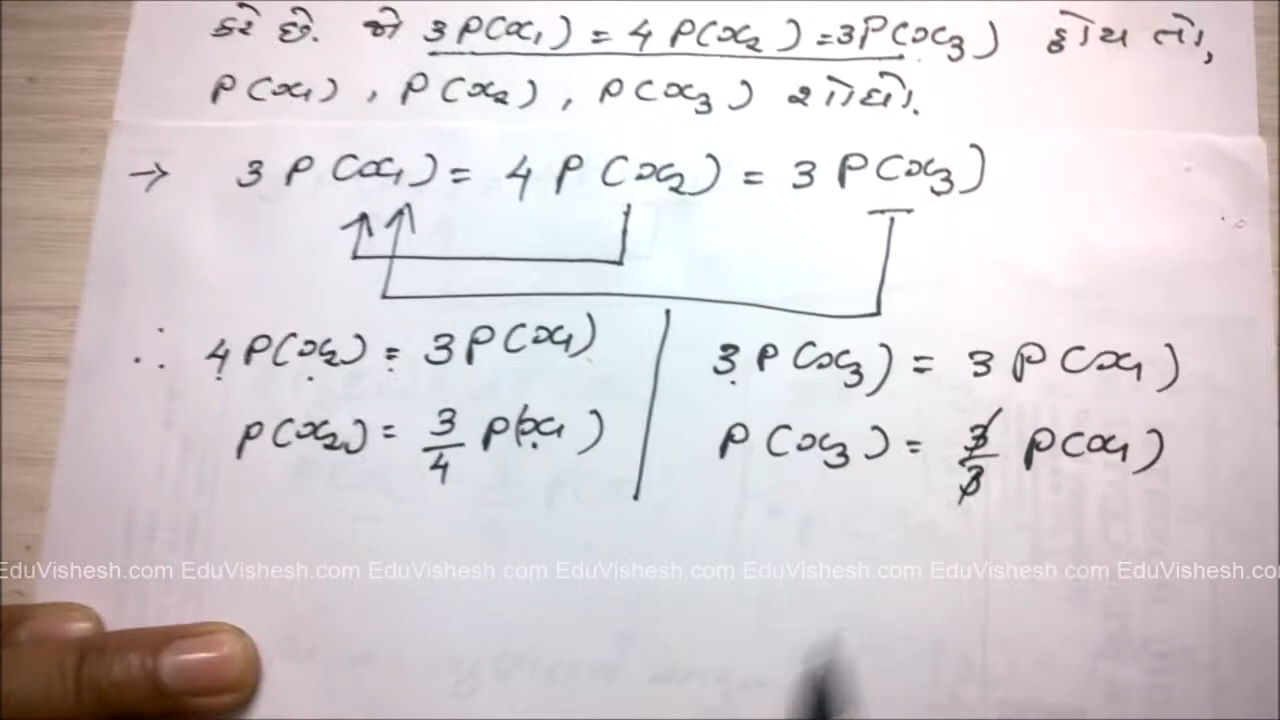 કરે છે. જો 3P(x₁) = 4P(x₂) = 3P(x₃) હોય તો,
P(x₁), P(x₂), P(x₃) શોધો.
→ 3P(x₁) = 4P(x₂) = 3P(x₃)
∴ 4P(x₂) = 3P(x₁) | 3P(x₃) = 3P(x₁)
P(x₂) = 3/4 P(x₁) | P(x₃) = 3/3 P(x₁)
EduVishesh.com EduVishesh.com EduVishesh.com EduVishesh.com EduVishesh.com EduVishesh.com EduVishesh.com